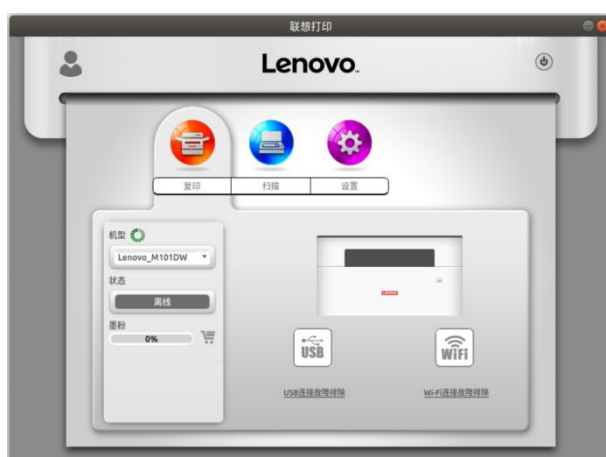 联想打印
Lenovo
复印 扫描 设置
机型
Lenovo_M101DW
状态
离线
墨粉
0%
Lenovo
USB WiFi
USB连接故障排除 Wi-Fi连接故障排除